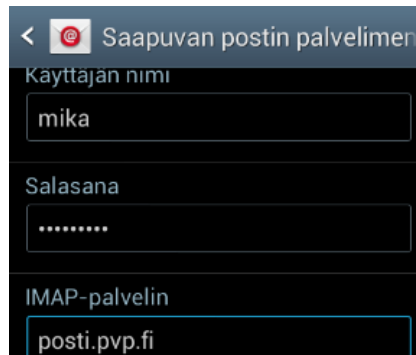 Saapuvan postin palvelimen
Käyttäjän nimi
mika
Salasana
•••••••••
IMAP-palvelin
posti.pvp.fi